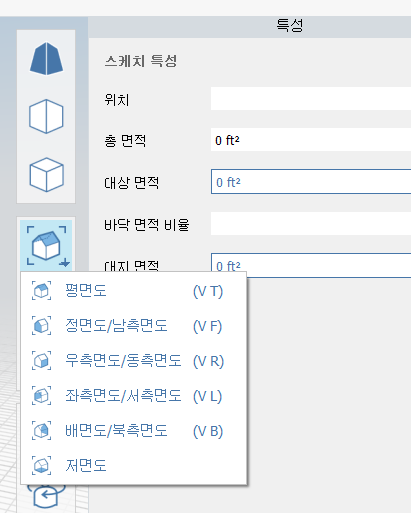 특성
스케치 특성
위치
총 면적
0 ft²
대상 면적
0 ft²
바닥 면적 비율
대지 면적
0 ft²
평면도 (V T)
정면도/남측면도 (V F)
우측면도/동측면도 (V R)
좌측면도/서측면도 (V L)
배면도/북측면도 (V B)
저면도